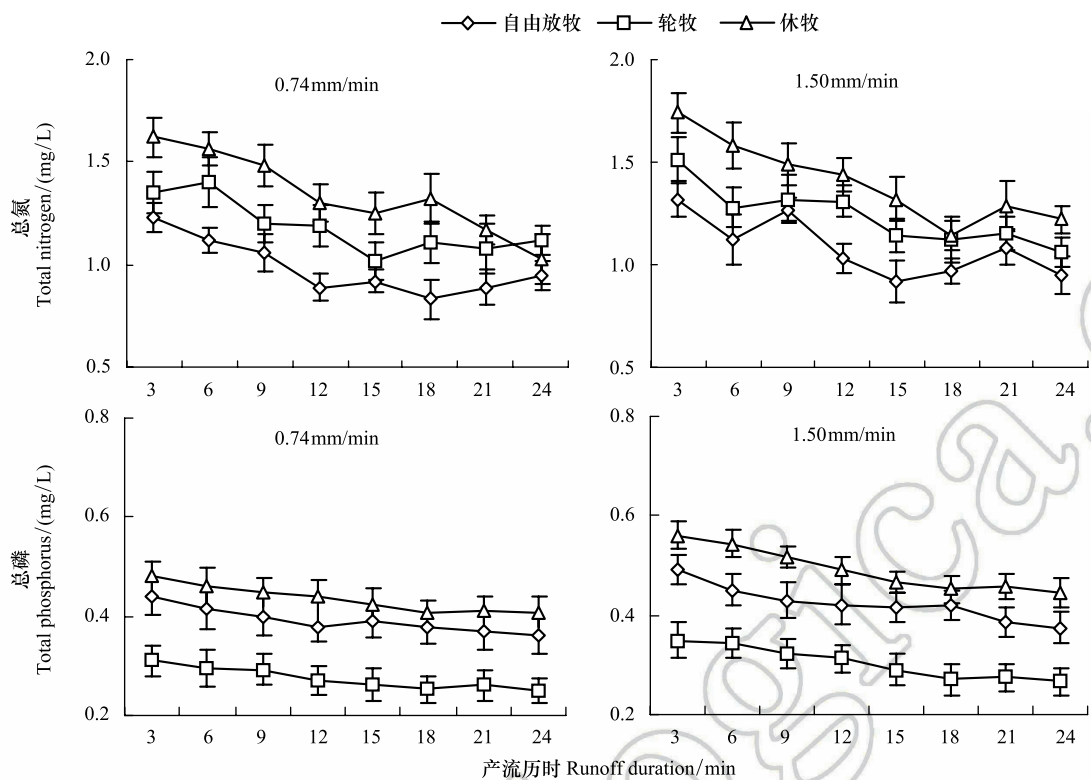 自由放牧 轮牧 休牧
0.74mm/min
2.0
1.5
1.0
0.5
3 6 9 12 15 18 21 24
总氮
Total nitrogen/(mg/L)
1.50mm/min
2.0
1.5
1.0
0.5
3 6 9 12 15 18 21 24
0.74mm/min
0.8
0.6
0.4
0.2
3 6 9 12 15 18 21 24
总磷
Total phosphorus/(mg/L)
1.50mm/min
0.8
0.6
0.4
0.2
3 6 9 12 15 18 21 24
产流历时 Runoff duration/min